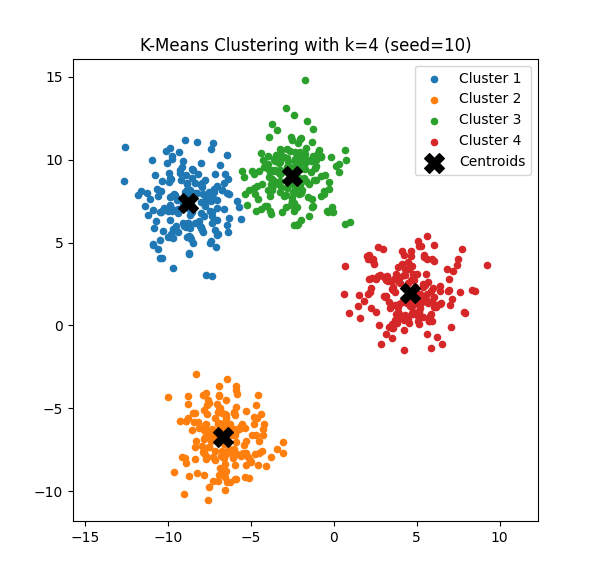 K-Means Clustering with k=4 (seed=10)
Cluster 1
Cluster 2
Cluster 3
Cluster 4
Centroids
15
10
5
0
−5
−10
−15
−10
−5
0
5
10